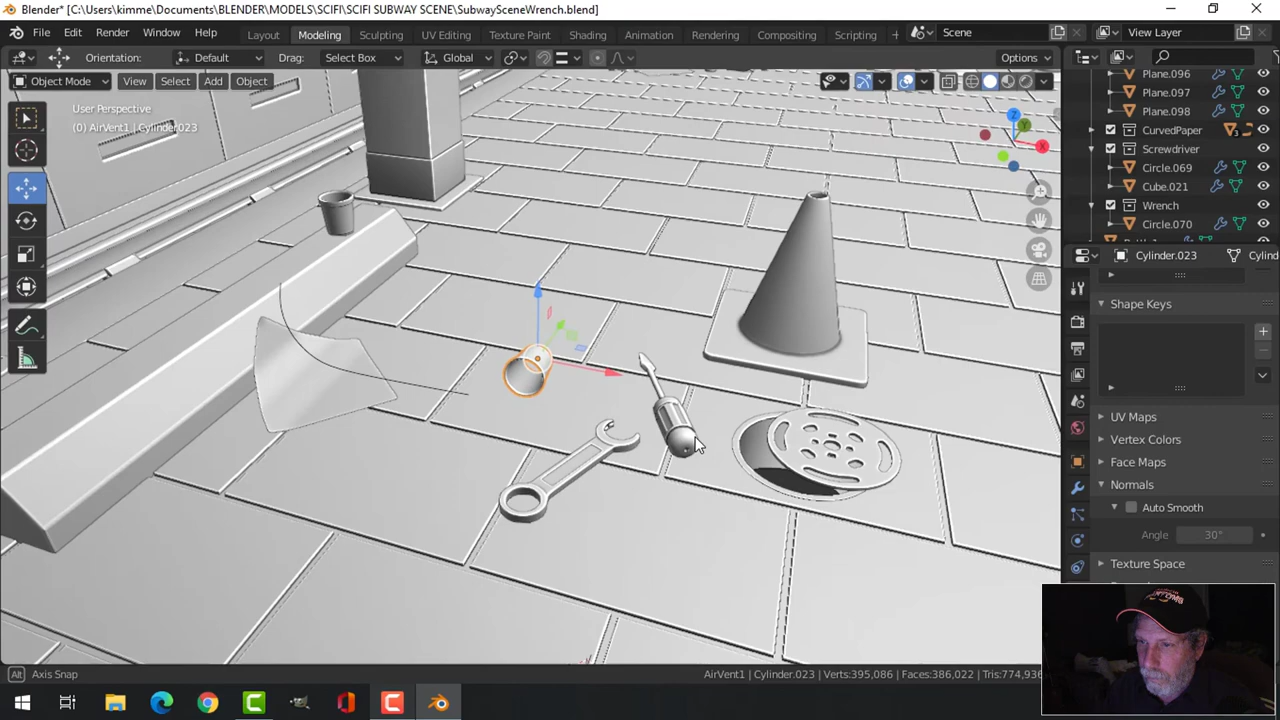 Blender* [C:\Users\kimme\Documents\BLENDER\MODELS\SCIFI\SCIFI SUBWAY SCENE\SubwaySceneWrench.blend]
File Edit Render Window Help Layout Modeling Sculpting UV Editing Texture Paint Shading Animation Rendering Compositing Scripting + Scene View Layer
Orientation: Default Drag: Select Box Global Options
Object Mode View Select Add Object
User Perspective
(0) AirVent1 | Cylinder.023
Z
Y
X
Plane.096
Plane.097
Plane.098
CurvedPaper 3
Screwdriver
Circle.069
Cube.021
Wrench
Circle.070
Cylinder.023 Cylind
Shape Keys
UV Maps
Vertex Colors
Face Maps
Normals
Auto Smooth
Angle 30°
Texture Space
Alt Axis Snap
AirVent1 | Cylinder.023 | Verts:395,086 | Faces:386,022 | Tris:774,936